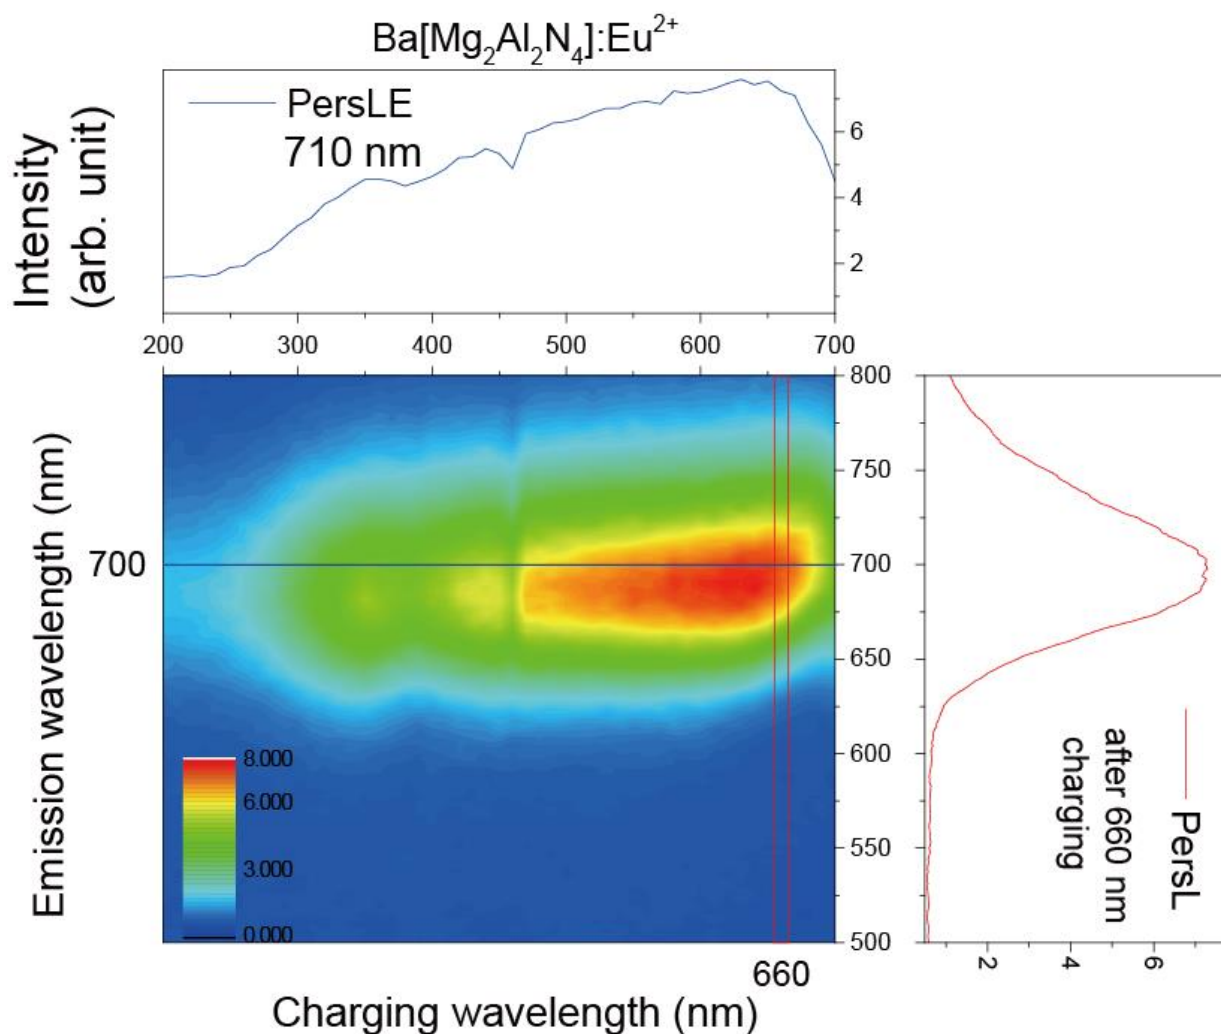 Ba[Mg₂Al₂N₄]:Eu²⁺
Intensity
(arb. unit)
PersLE
710 nm
6
4
2
200 300 400 500 600 700
Emission wavelength (nm)
700
800
750
700
650
600
550
500
8.000
6.000
3.000
0.000
660
Charging wavelength (nm)
PersL
after 660 nm
charging
2 4 6